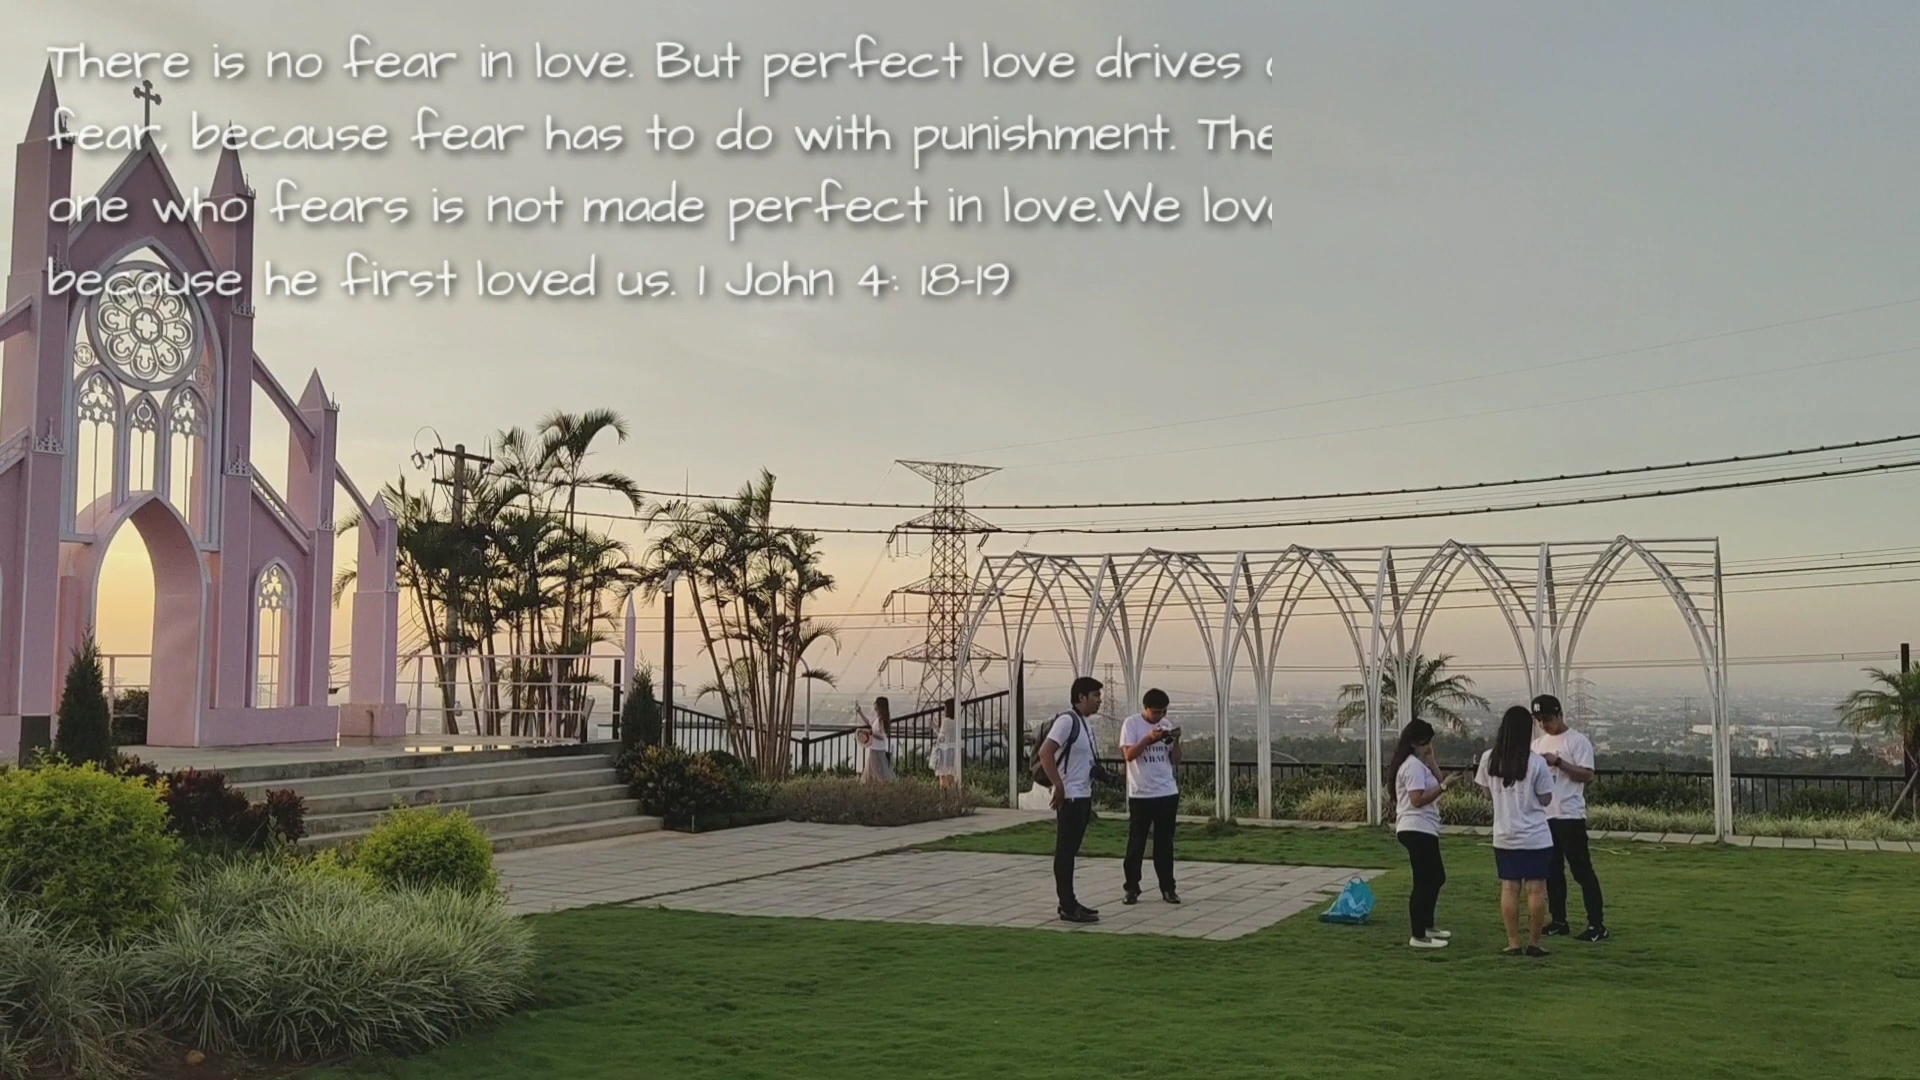 There is no fear in love. But perfect love drives
fear, because fear has to do with punishment. The
one who fears is not made perfect in love.We love
because he first loved us. 1 John 4: 18-19